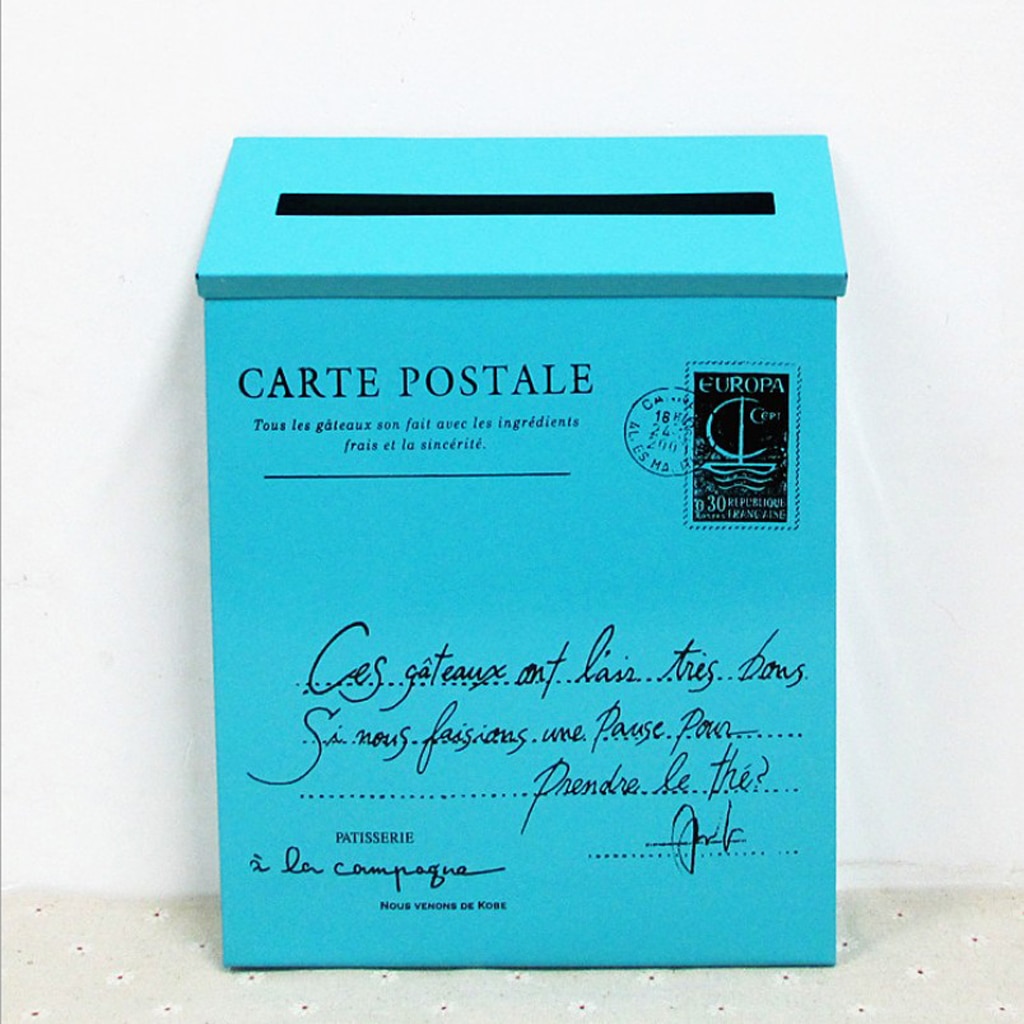 CARTE POSTALE
Tous les gâteaux son fait avec les ingrédients
frais et la sincérité.
EUROPA
CEPT
18
0,30 REPUBLIQUE
FRANÇAISE
Ces gâteaux ont l'air très bons.
Si nous faisions une Pause Pour
Prendre le thé?
PATISSERIE
à la campagne
NOUS VENONS DE KOBE